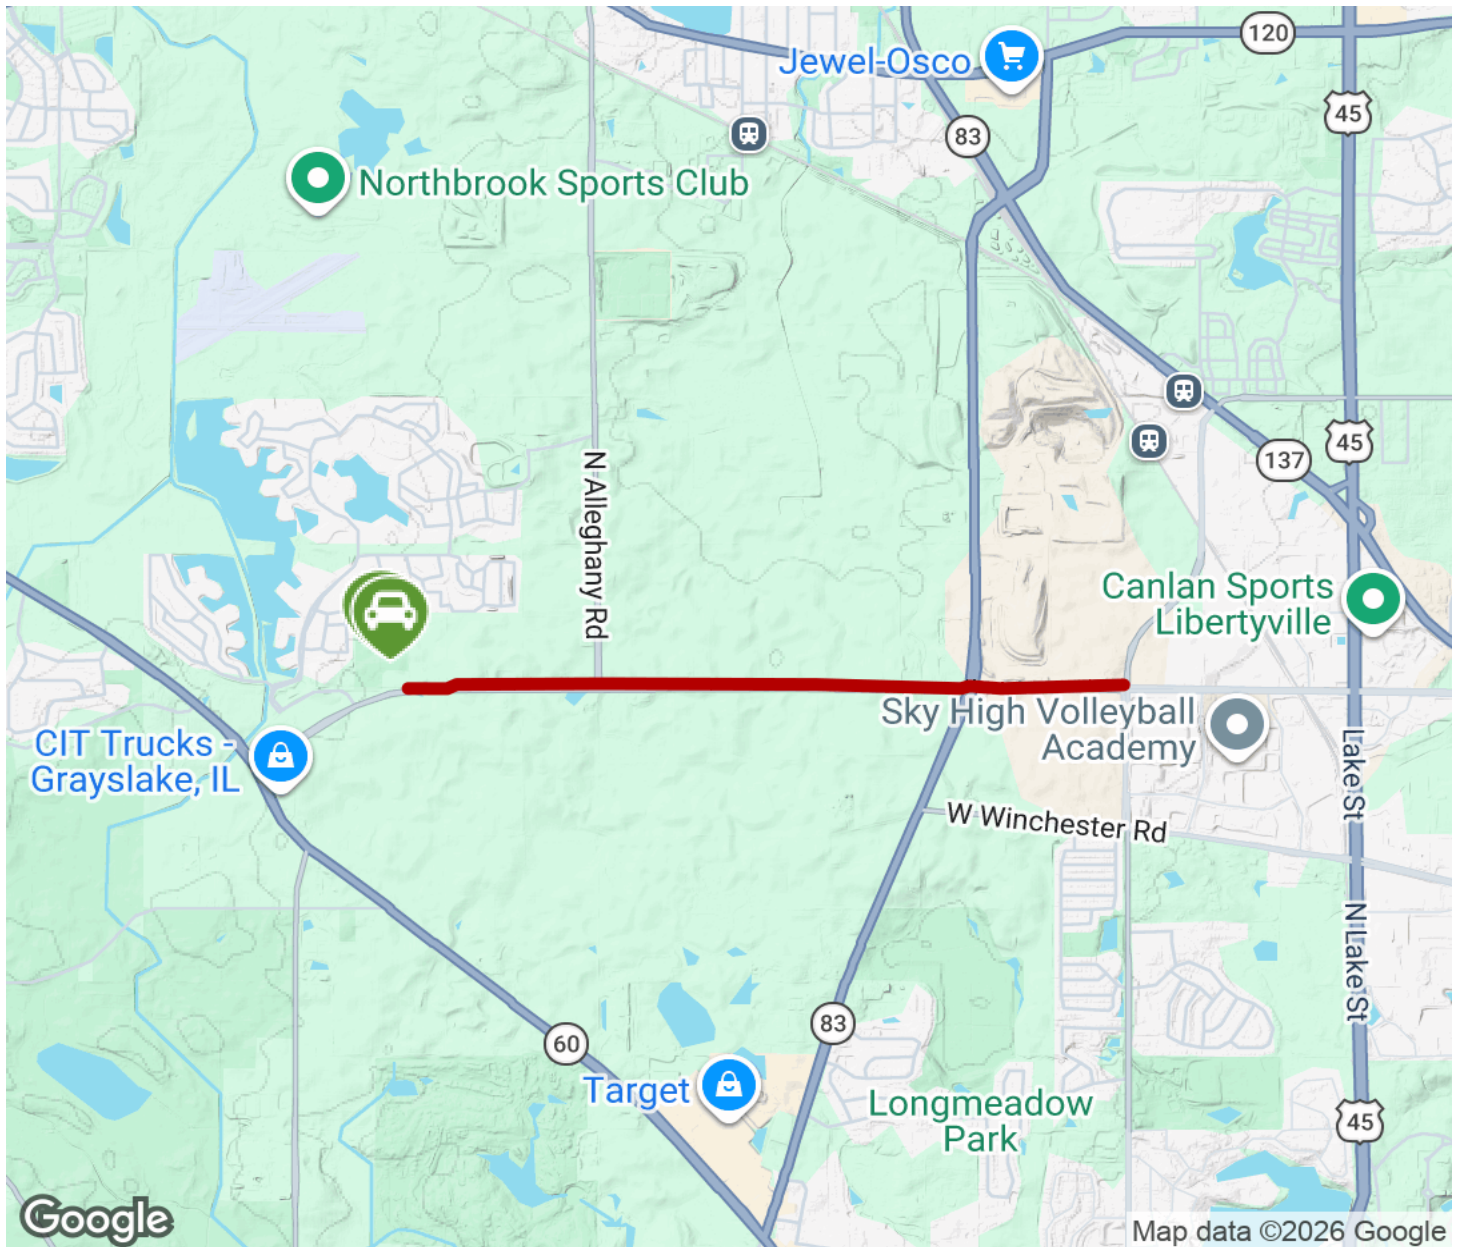 120
Jewel-Osco
45
83
Northbrook Sports Club
45
137
N Alleghany Rd
Canlan Sports
Libertyville
Sky High Volleyball
Academy
CIT Trucks -
Grayslake, IL
Lake St
W Winchester Rd
N Lake St
83
60
Target
Longmeadow
Park
45
Google
Map data ©2026 Google